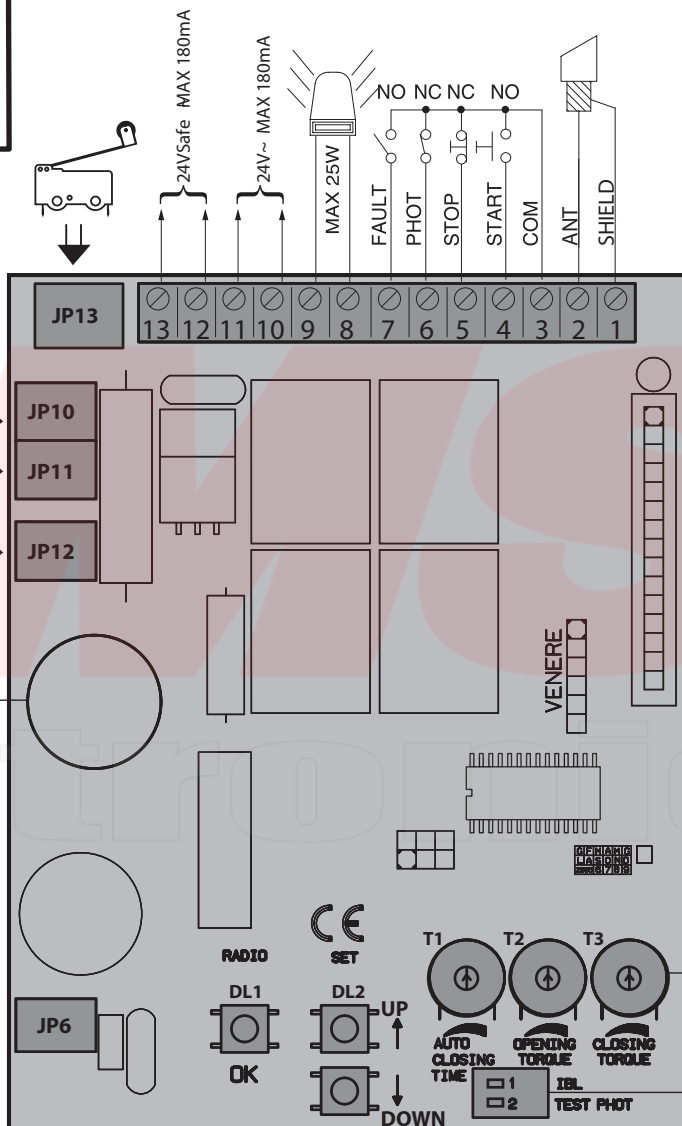 24VSafe MAX 180mA
24V~ MAX 180mA
MAX 25W
NO NC NC NO
FAULT
PHOT
STOP
START
COM
ANT
SHIELD
JP13
13 12 11 10 9 8 7 6 5 4 3 2 1
JP10
JP11
JP12
VENERE
CE
RADIO
SET
T1 T2 T3
DL1
DL2
UP
JP6
OK
AUTO
CLOSING
TIME
OPENING
TORQUE
CLOSING
TORQUE
1 IBL
2 TEST PHOT
DOWN